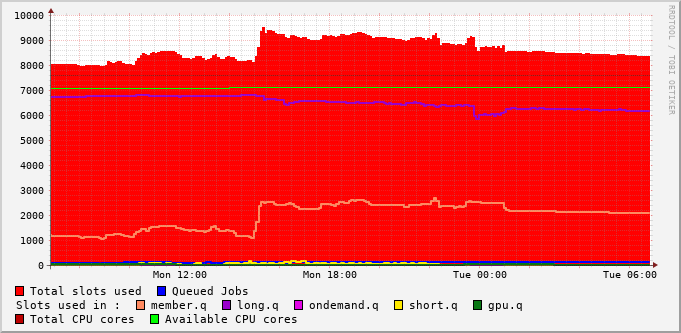 10000
9000
8000
7000
6000
5000
4000
3000
2000
1000
0
Mon 12:00 Mon 18:00 Tue 00:00 Tue 06:00
Total slots used Queued Jobs
Slots used in : member.q long.q ondemand.q short.q gpu.q
Total CPU cores Available CPU cores
RRDTOOL / TOBI OETIKER